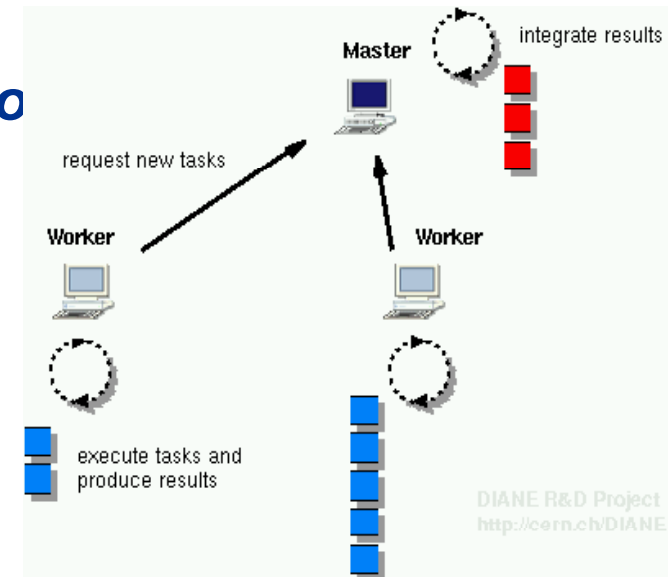 integrate results
Master
o
request new tasks
Worker
Worker
execute tasks and
produce results
DIANE R&D Project
http://cern.ch/DIANE